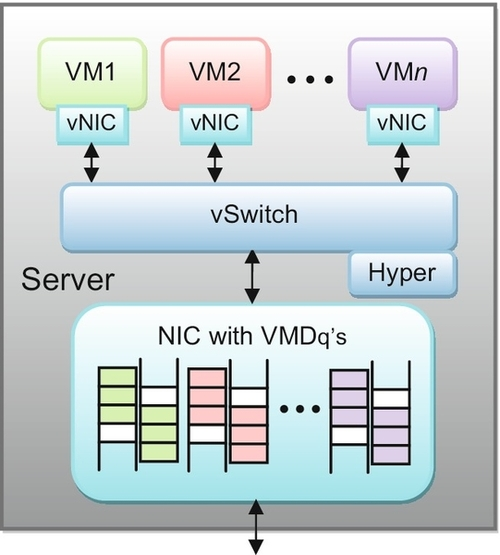 VM1 VM2 ••• VMn
vNIC vNIC vNIC
vSwitch
Hyper
Server
NIC with VMDq's
•••